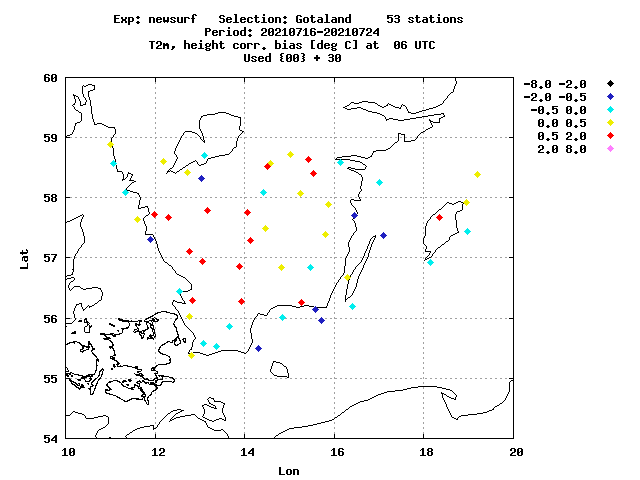 Exp: newsurf   Selection: Gotaland     53 stations
Period: 20210716-20210724
T2m, height corr. bias [deg C] at  06 UTC
Used {00} + 30
-8.0 -2.0
-2.0 -0.5
-0.5 0.0
0.0 0.5
0.5 2.0
2.0 8.0
60
59
58
57
56
55
54
Lat
10 12 14 16 18 20
Lon